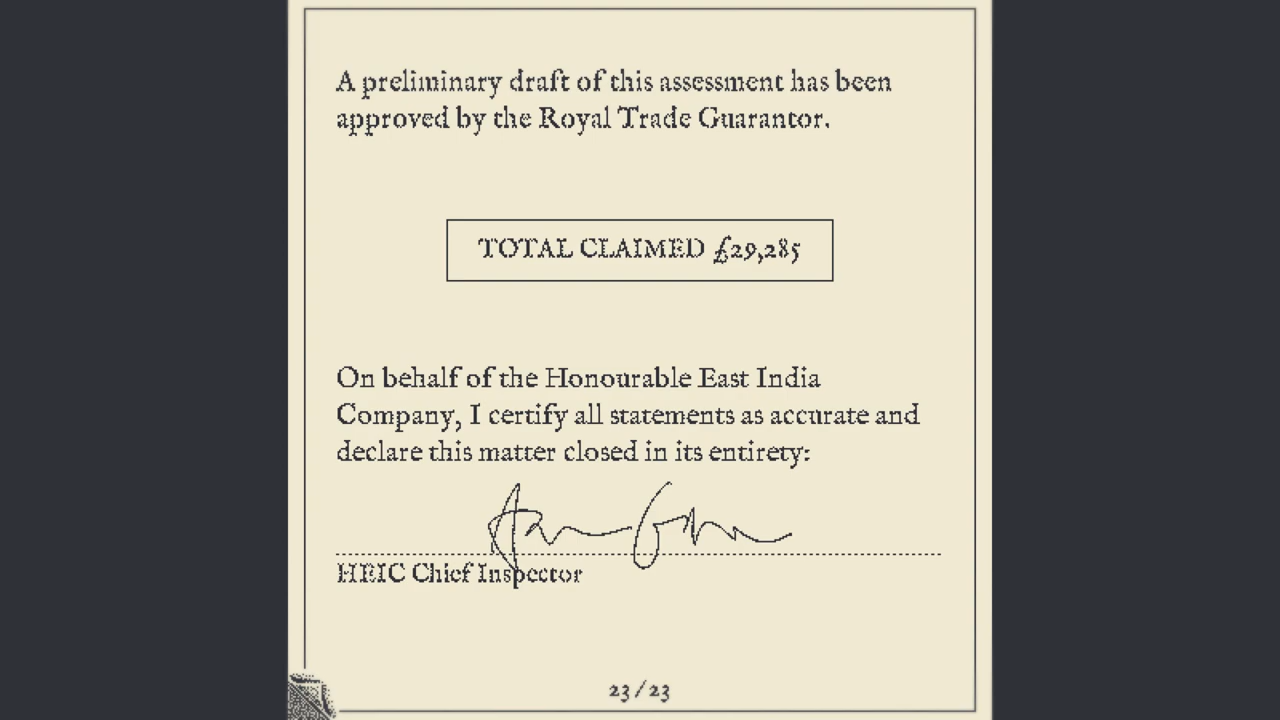 A preliminary draft of this assessment has been
approved by the Royal Trade Guarantor.
TOTAL CLAIMED £29,285
On behalf of the Honourable East India
Company, I certify all statements as accurate and
declare this matter closed in its entirety:
HEIC Chief Inspector
23/23